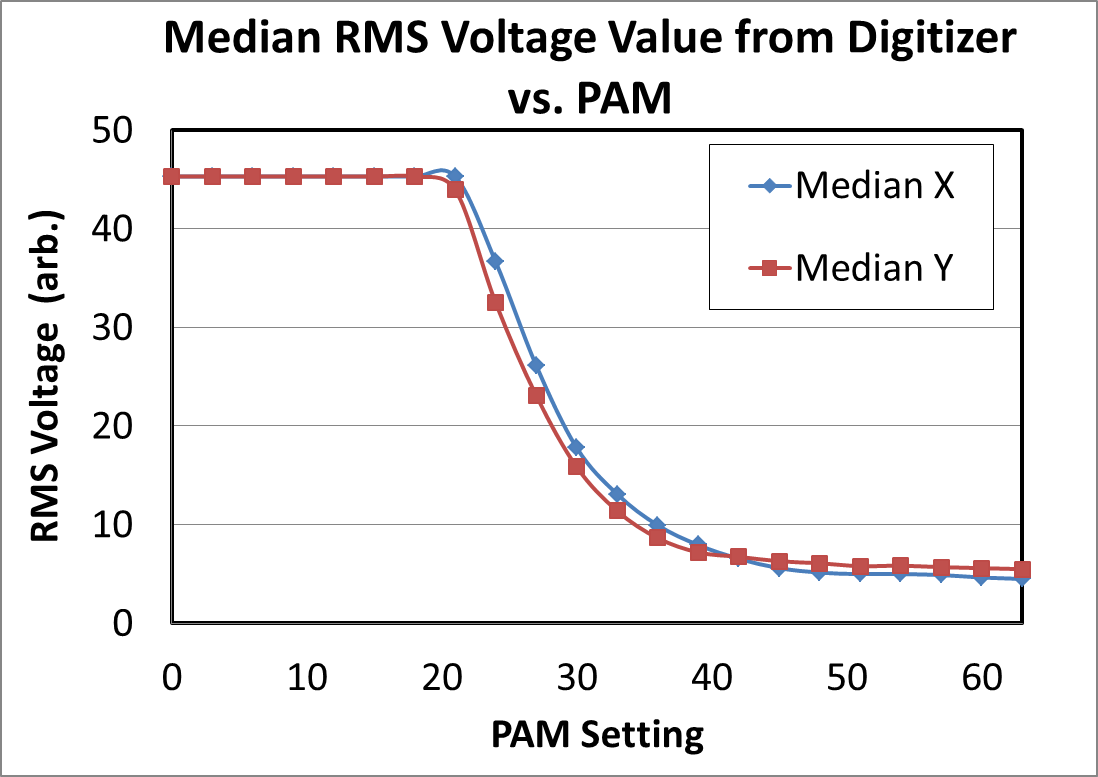 Median RMS Voltage Value from Digitizer
vs. PAM
50
40
30
20
10
0
RMS Voltage (arb.)
Median X
Median Y
0 10 20 30 40 50 60
PAM Setting